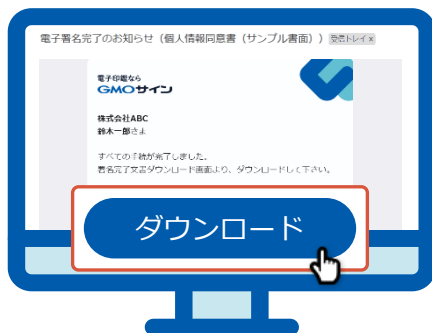 電子署名完了のお知らせ（個人情報同意書（サンプル書面）） 受信トレイ×
電子印鑑なら
GMOサイン
株式会社ABC
鈴木一郎さま
すべての手続が完了しました。
署名完了文書ダウンロード画面より、ダウンロードして下さい。
ダウンロード